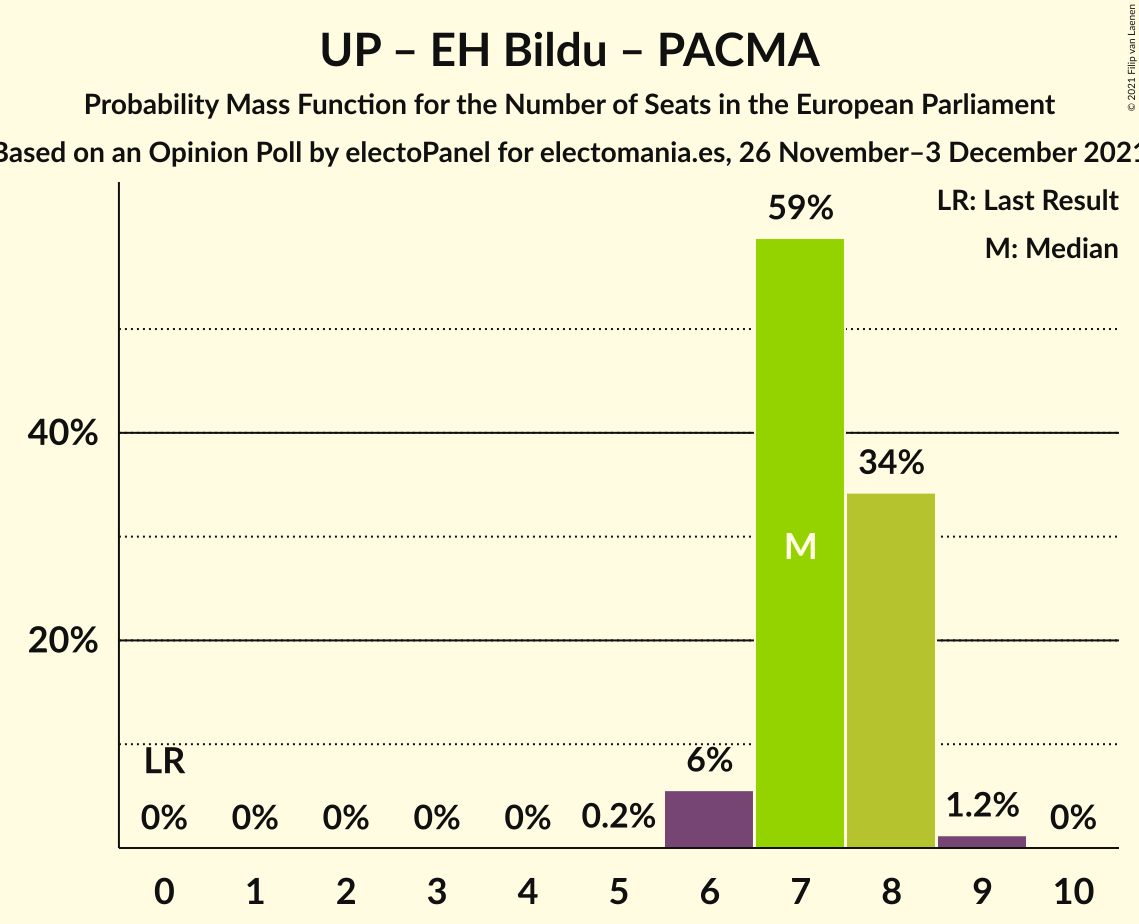 © 2021 Filip van Laenen
UP – EH Bildu – PACMA
Probability Mass Function for the Number of Seats in the European Parliament
Based on an Opinion Poll by electoPanel for electomania.es, 26 November–3 December 2021
LR: Last Result
M: Median
59%
40%
34%
M
20%
LR
6%
0% 0% 0% 0% 0% 0.2% 1.2% 0%
0 1 2 3 4 5 6 7 8 9 10